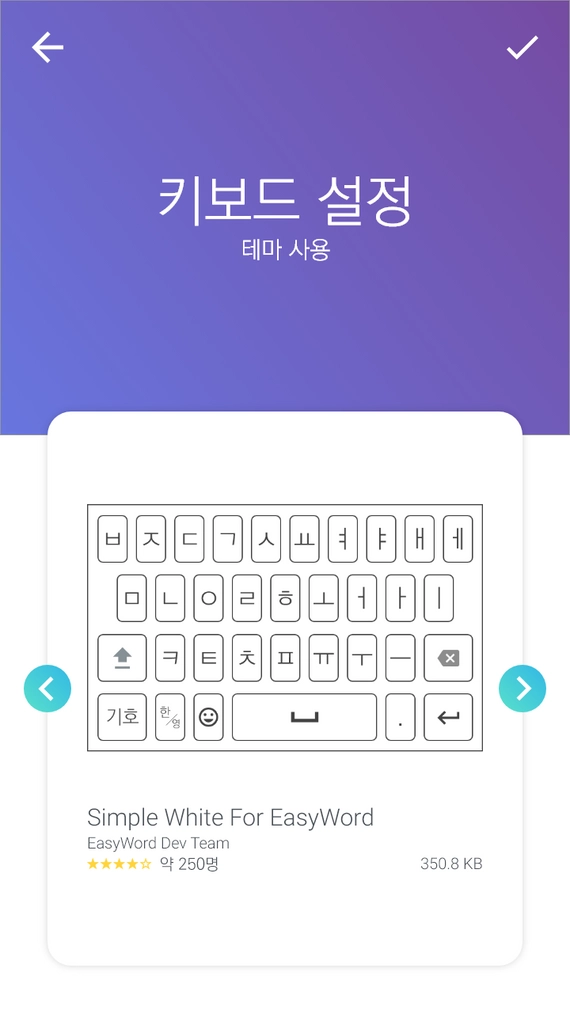 키보드 설정
테마 사용
ㅂ ㅈ ㄷ ㄱ ㅅ ㅛ ㅕ ㅑ ㅐ ㅔ
ㅁ ㄴ ㅇ ㄹ ㅎ ㅗ ㅓ ㅏ ㅣ
ㅋ ㅌ ㅊ ㅍ ㅠ ㅜ ㅡ
기호 한/영 .
Simple White For EasyWord
EasyWord Dev Team
★★★★☆ 약 250명 350.8 KB